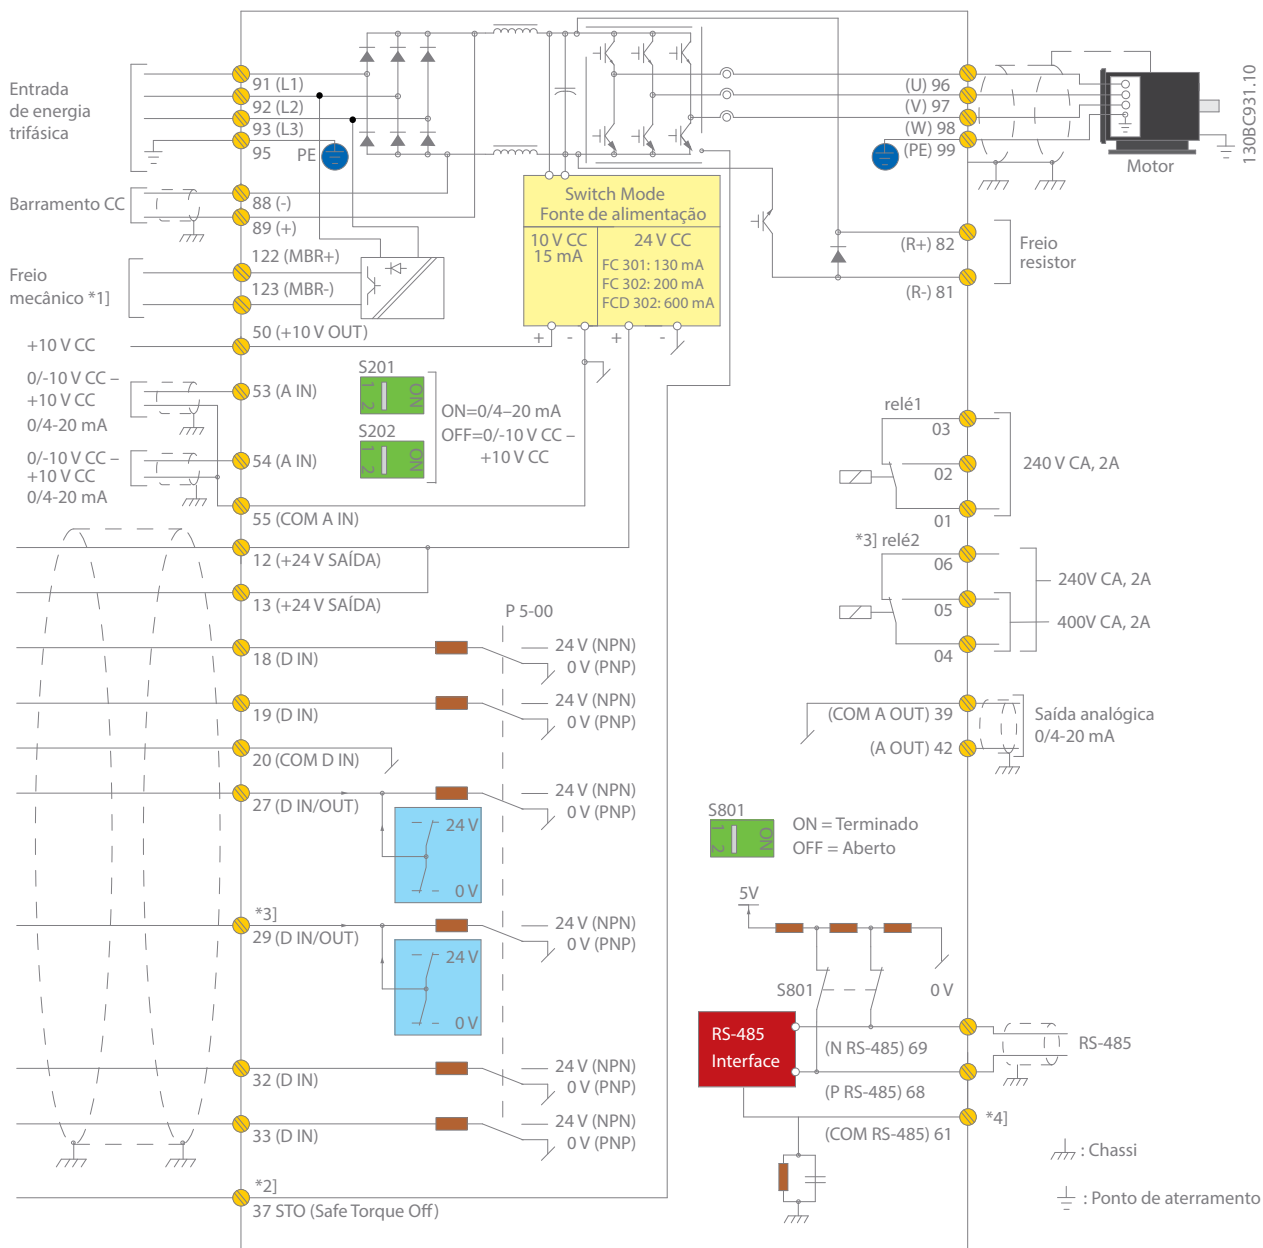 Entrada
de energia
trifásica
91 (L1)
92 (L2)
93 (L3)
95
PE
Barramento CC
88 (-)
89 (+)
Freio
mecânico *1]
122 (MBR+)
123 (MBR-)
50 (+10 V OUT)
+10 V CC
0/-10 V CC –
+10 V CC
0/4-20 mA
53 (A IN)
0/-10 V CC –
+10 V CC
0/4-20 mA
54 (A IN)
55 (COM A IN)
12 (+24 V SAÍDA)
13 (+24 V SAÍDA)
18 (D IN)
19 (D IN)
20 (COM D IN)
27 (D IN/OUT)
24 V
0 V
*3]
29 (D IN/OUT)
24 V
0 V
32 (D IN)
33 (D IN)
*2]
37 STO (Safe Torque Off)
Switch Mode
Fonte de alimentação
10 V CC
15 mA
24 V CC
FC 301: 130 mA
FC 302: 200 mA
FCD 302: 600 mA
+
-
+
-
S201
1 2
ON
S202
1 2
ON
ON=0/4–20 mA
OFF=0/-10 V CC –
+10 V CC
P 5-00
24 V (NPN)
0 V (PNP)
24 V (NPN)
0 V (PNP)
24 V (NPN)
0 V (PNP)
24 V (NPN)
0 V (PNP)
24 V (NPN)
0 V (PNP)
24 V (NPN)
0 V (PNP)
(U) 96
(V) 97
(W) 98
(PE) 99
Motor
130BC931.10
(R+) 82
(R-) 81
Freio
resistor
relé1
03
02
01
240 V CA, 2A
*3] relé2
06
05
04
240V CA, 2A
400V CA, 2A
(COM A OUT) 39
(A OUT) 42
Saída analógica
0/4-20 mA
S801
1 2
ON
ON = Terminado
OFF = Aberto
5V
S801
0 V
RS-485
Interface
(N RS-485) 69
(P RS-485) 68
(COM RS-485) 61
RS-485
*4]
: Chassi
: Ponto de aterramento